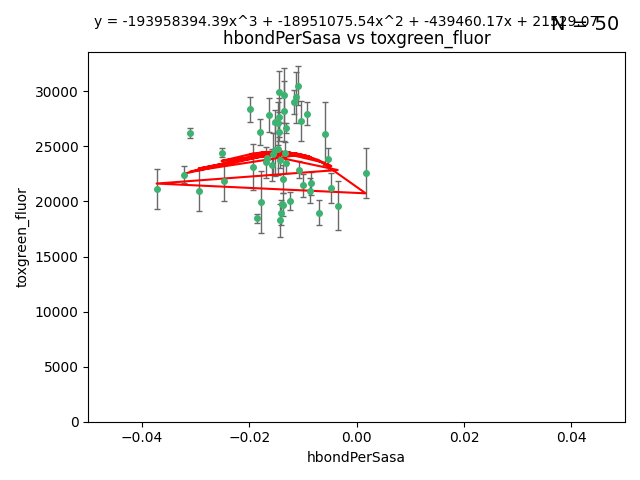 y = -193958394.39x^3 + -18951075.54x^2 + -439460.17x + 21529.07
N = 50
hbondPerSasa vs toxgreen_fluor
30000
25000
20000
15000
10000
5000
0
toxgreen_fluor
−0.04
−0.02
0.00
0.02
0.04
hbondPerSasa